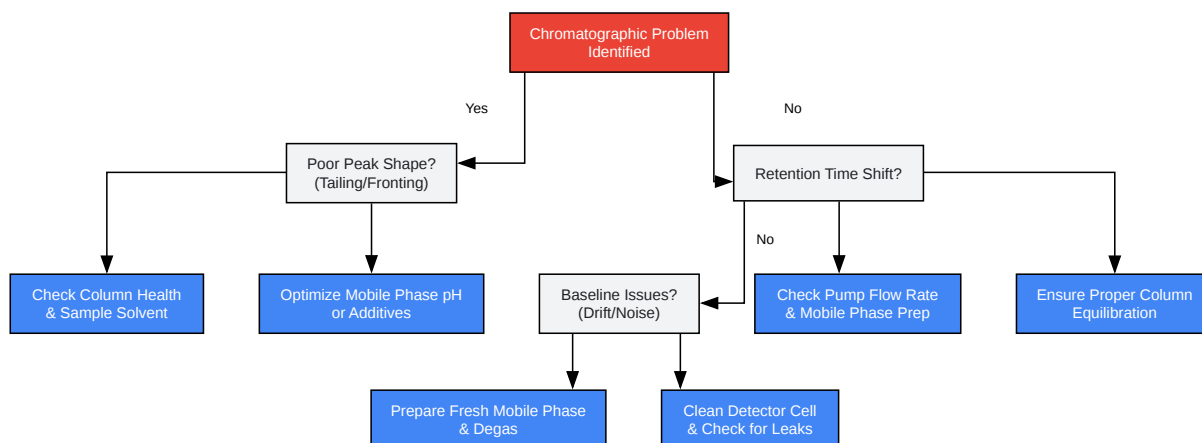 Chromatographic Problem
Identified
Yes
No
Poor Peak Shape?
(Tailing/Fronting)
Retention Time Shift?
No
Check Column Health
& Sample Solvent
Optimize Mobile Phase pH
or Additives
Baseline Issues?
(Drift/Noise)
Check Pump Flow Rate
& Mobile Phase Prep
Ensure Proper Column
Equilibration
Prepare Fresh Mobile Phase
& Degas
Clean Detector Cell
& Check for Leaks